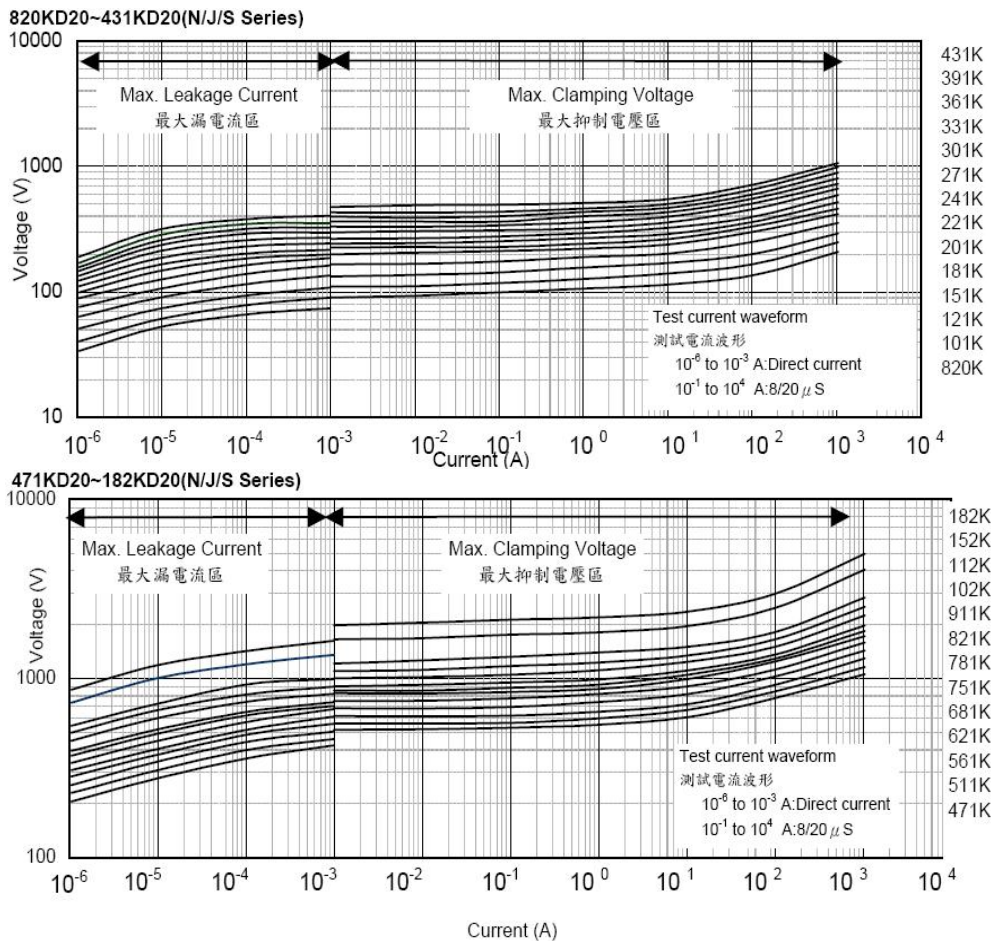 820KD20~431KD20(N/J/S Series)
10000
1000
100
10
Voltage (V)
Max. Leakage Current
最大漏電流區
Max. Clamping Voltage
最大抑制電壓區
431K
391K
361K
331K
301K
271K
241K
221K
201K
181K
151K
121K
101K
820K
Test current waveform
測試電流波形
10⁻⁶ to 10⁻³ A:Direct current
10⁻¹ to 10⁴ A:8/20 μS
10⁻⁶ 10⁻⁵ 10⁻⁴ 10⁻³ 10⁻² 10⁻¹ 10⁰ 10¹ 10² 10³ 10⁴
Current (A)
471KD20~182KD20(N/J/S Series)
10000
1000
100
Voltage (V)
Max. Leakage Current
最大漏電流區
Max. Clamping Voltage
最大抑制電壓區
182K
152K
112K
102K
911K
821K
781K
751K
681K
621K
561K
511K
471K
Test current waveform
測試電流波形
10⁻⁶ to 10⁻³ A:Direct current
10⁻¹ to 10⁴ A:8/20 μS
10⁻⁶ 10⁻⁵ 10⁻⁴ 10⁻³ 10⁻² 10⁻¹ 10⁰ 10¹ 10² 10³ 10⁴
Current (A)